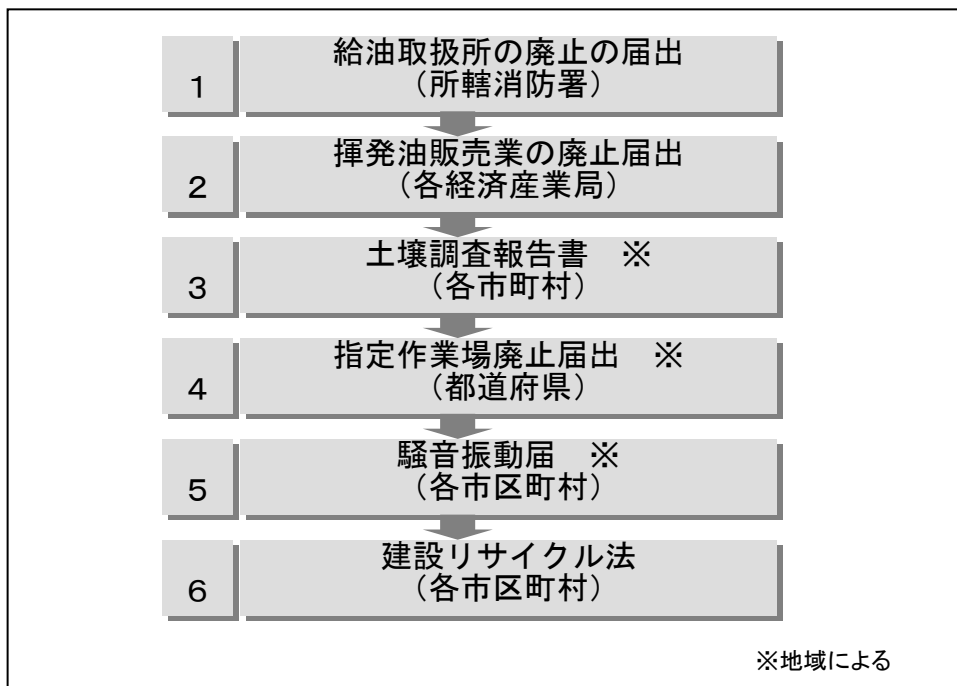 1
給油取扱所の廃止の届出
（所轄消防署）
2
揮発油販売業の廃止届出
（各経済産業局）
3
土壌調査報告書　※
（各市町村）
4
指定作業場廃止届出　※
（都道府県）
5
騒音振動届　※
（各市区町村）
6
建設リサイクル法
（各市区町村）
※地域による